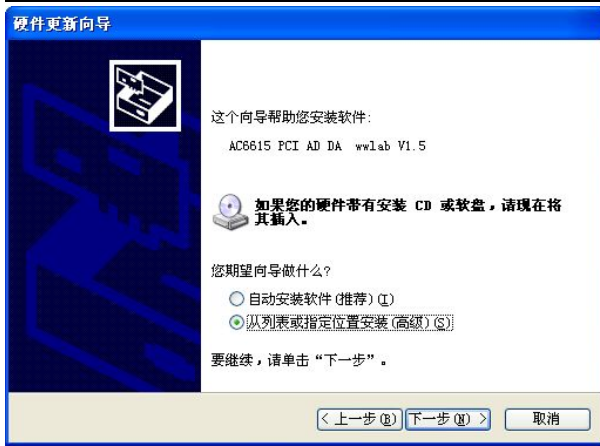 硬件更新向导
这个向导帮助您安装软件:
AC6615 PCI AD DA wwlab V1.5
如果您的硬件带有安装 CD 或软盘，请现在将
其插入。
您期望向导做什么?
自动安装软件(推荐)(I)
从列表或指定位置安装(高级)(S)
要继续，请单击“下一步”。
< 上一步(B)
下一步(N) >
取消